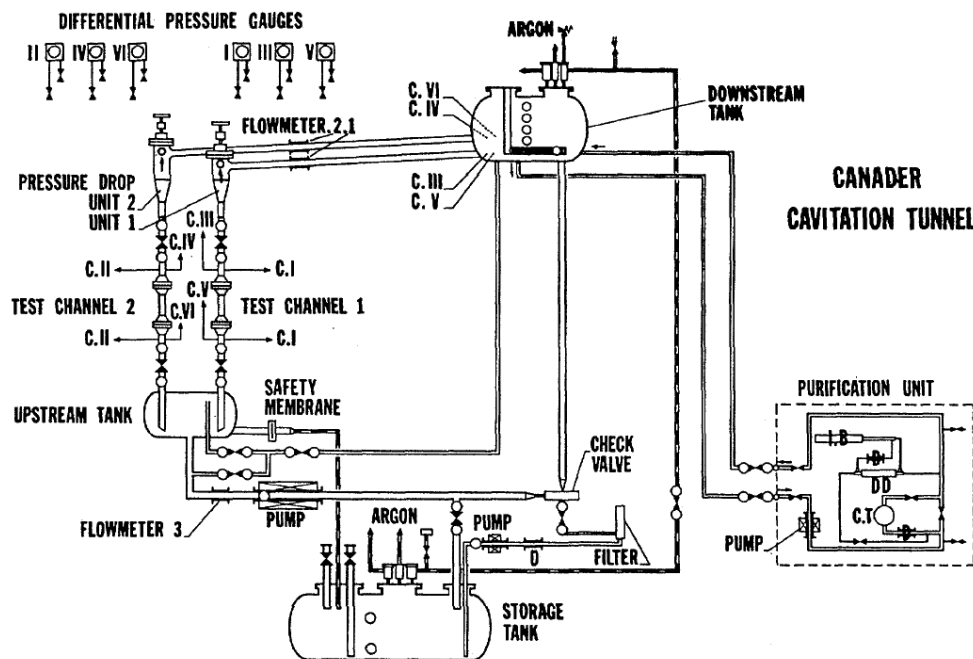 DIFFERENTIAL PRESSURE GAUGES
II IV VI I III V
ARGON
C. VI
C. IV
DOWNSTREAM
TANK
FLOWMETER. 2.1
C. III
C. V
PRESSURE DROP
UNIT 2
UNIT 1
CANADER
CAVITATION TUNNEL
C.III
C.IV
C.II
C.I
C.V
TEST CHANNEL 2
TEST CHANNEL 1
C.VI
C.II
C.I
SAFETY
MEMBRANE
UPSTREAM TANK
PURIFICATION UNIT
CHECK
VALVE
B
D
DD
C.T
D
PUMP
FLOWMETER 3
PUMP
ARGON
PUMP
D
FILTER
STORAGE
TANK